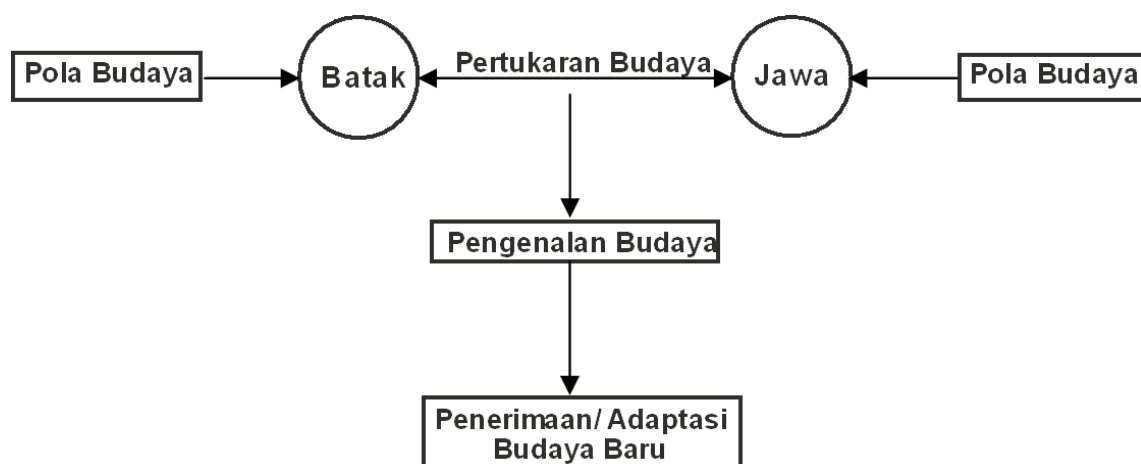 Pola Budaya
Batak
Pertukaran Budaya
Jawa
Pola Budaya
Pengenalan Budaya
Penerimaan/ Adaptasi
Budaya Baru